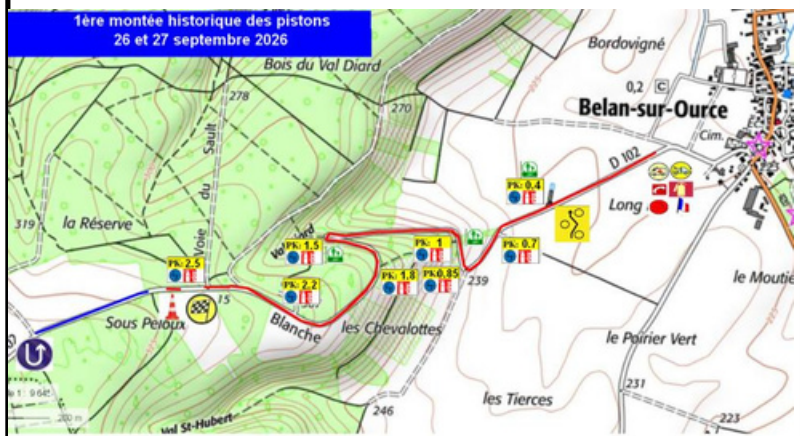 1ère montée historique des pistons
26 et 27 septembre 2026
Bordovigné
Bois du Val Diard
278
270
0,2 C
Belan-sur-Ource
Cim.
D 102
Voie du Sault
la Réserve
319
PK: 0.4
Long
PK: 1.5
PK: 1
PK: 0.7
PK: 2.5
PK: 1.8
PK: 0.85
239
PK: 2.2
le Moutie
15
Sous Peloux
Blanche
les Chevalottes
le Poirier Vert
231
les Tierces
246
223
Val St-Hubert
200 m